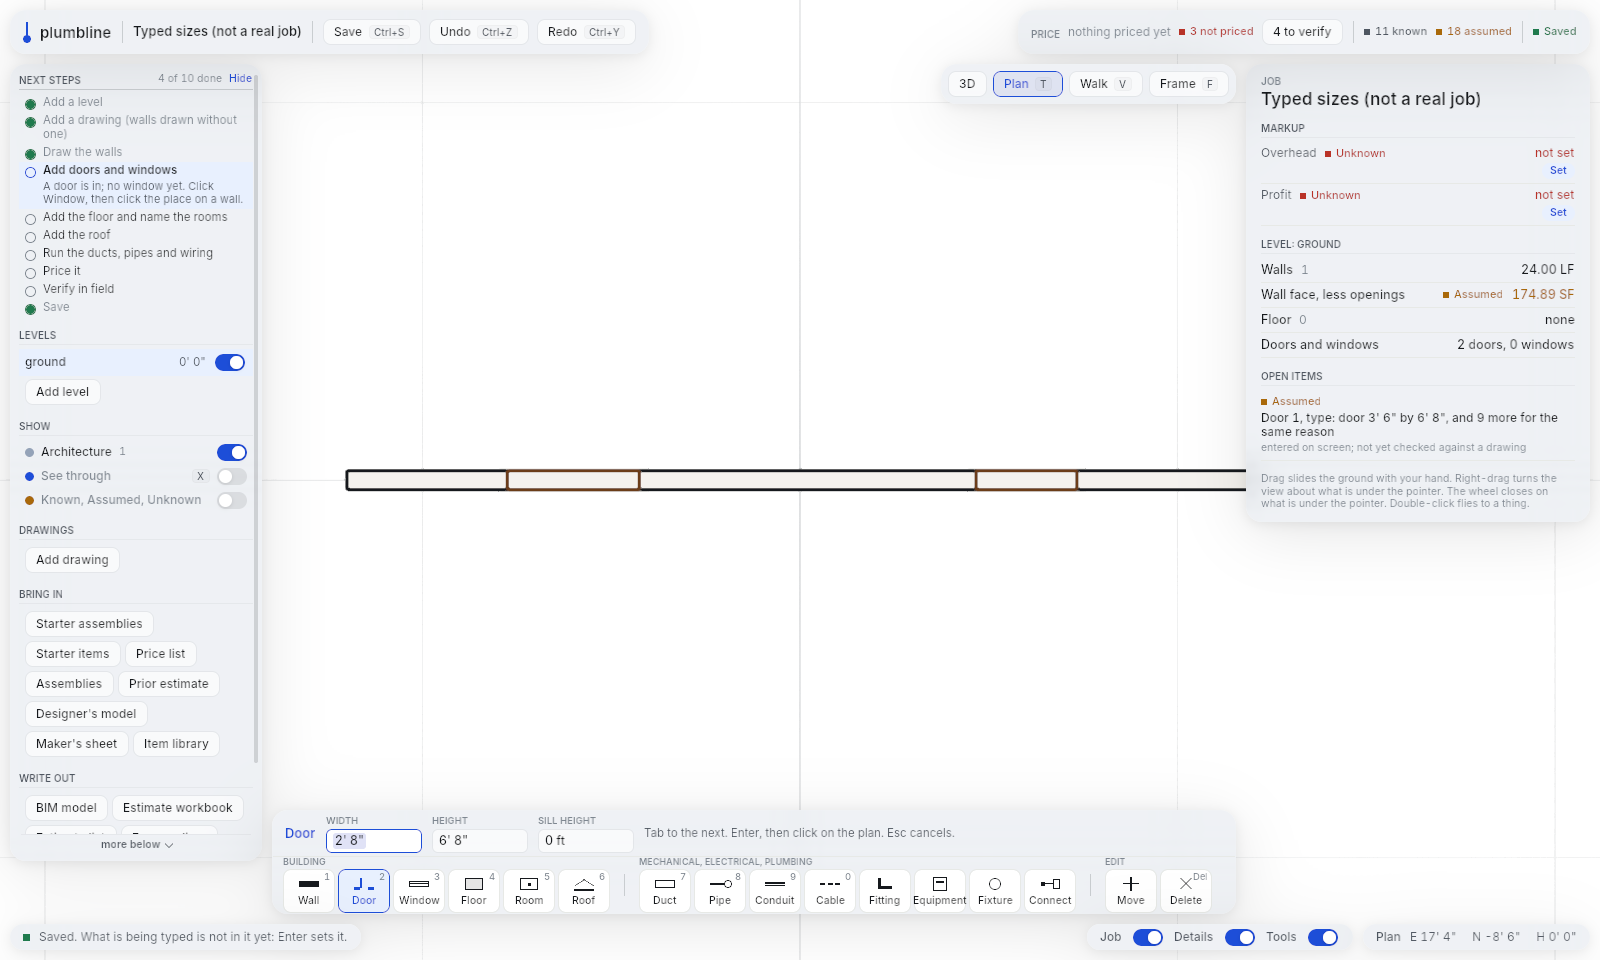 plumbline
Typed sizes (not a real job)
Save Ctrl+S
Undo Ctrl+Z
Redo Ctrl+Y
PRICE nothing priced yet 3 not priced 4 to verify 11 known 18 assumed Saved
3D
Plan T
Walk V
Frame F
NEXT STEPS 4 of 10 done Hide
Add a level
Add a drawing (walls drawn without
one)
Draw the walls
Add doors and windows
A door is in; no window yet. Click
Window, then click the place on a wall.
Add the floor and name the rooms
Add the roof
Run the ducts, pipes and wiring
Price it
Verify in field
Save
LEVELS
ground 0' 0"
Add level
SHOW
Architecture 1
See through X
Known, Assumed, Unknown
DRAWINGS
Add drawing
BRING IN
Starter assemblies
Starter items Price list
Assemblies Prior estimate
Designer's model
Maker's sheet Item library
WRITE OUT
BIM model Estimate workbook
more below
JOB
Typed sizes (not a real job)
MARKUP
Overhead Unknown not set
Set
Profit Unknown not set
Set
LEVEL: GROUND
Walls 1 24.00 LF
Wall face, less openings Assumed 174.89 SF
Floor 0 none
Doors and windows 2 doors, 0 windows
OPEN ITEMS
Assumed
Door 1, type: door 3' 6" by 6' 8", and 9 more for the
same reason
entered on screen; not yet checked against a drawing
Drag slides the ground with your hand. Right-drag turns the
view about what is under the pointer. The wheel closes on
what is under the pointer. Double-click flies to a thing.
WIDTH HEIGHT SILL HEIGHT
Door 2' 8" 6' 8" 0 ft Tab to the next. Enter, then click on the plan. Esc cancels.
BUILDING MECHANICAL, ELECTRICAL, PLUMBING EDIT
1 2 3 4 5 6 7 8 9 0 Del
Wall Door Window Floor Room Roof Duct Pipe Conduit Cable Fitting Equipment Fixture Connect Move Delete
Saved. What is being typed is not in it yet: Enter sets it.
Job Details Tools
Plan E 17' 4" N -8' 6" H 0' 0"